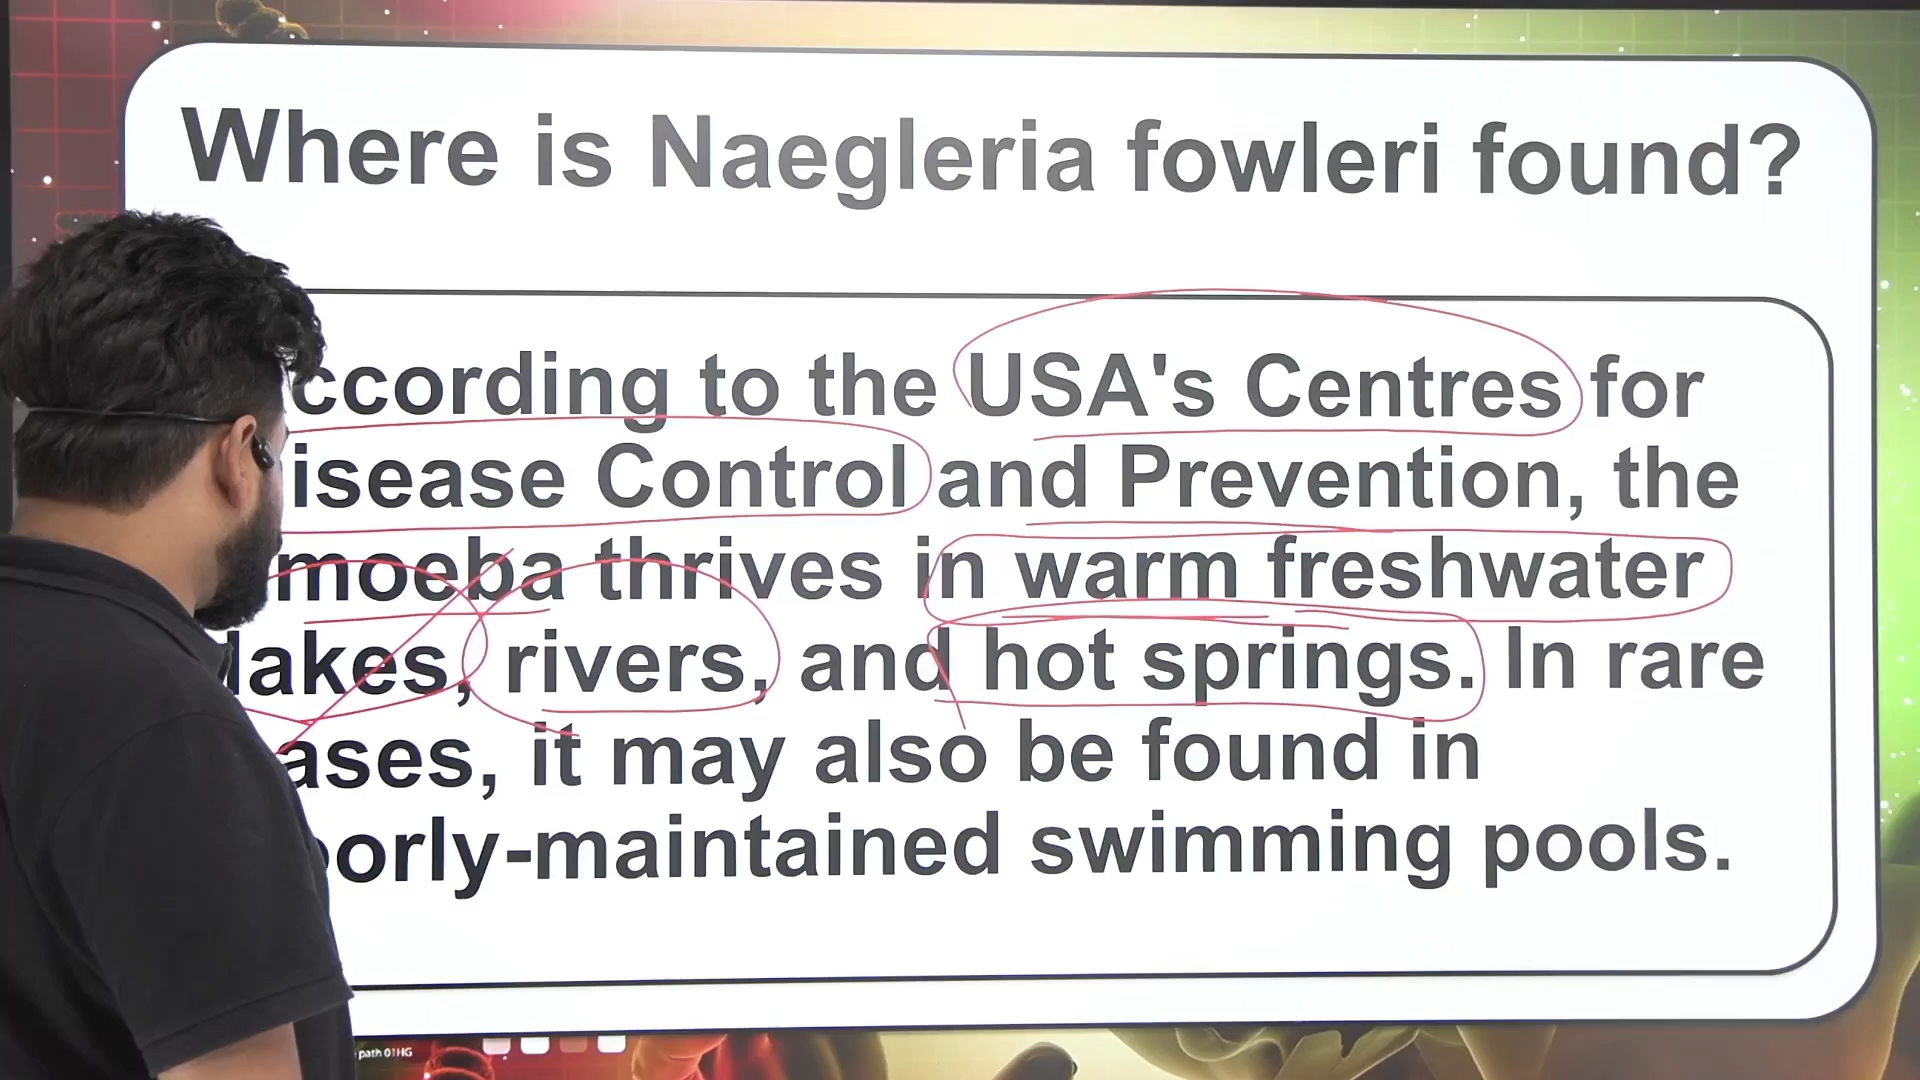 Where is Naegleria fowleri found?
ccording to the USA's Centres for
isease Control and Prevention, the
moeba thrives in warm freshwater
lakes, rivers, and hot springs. In rare
ases, it may also be found in
orly-maintained swimming pools.
path 01HG